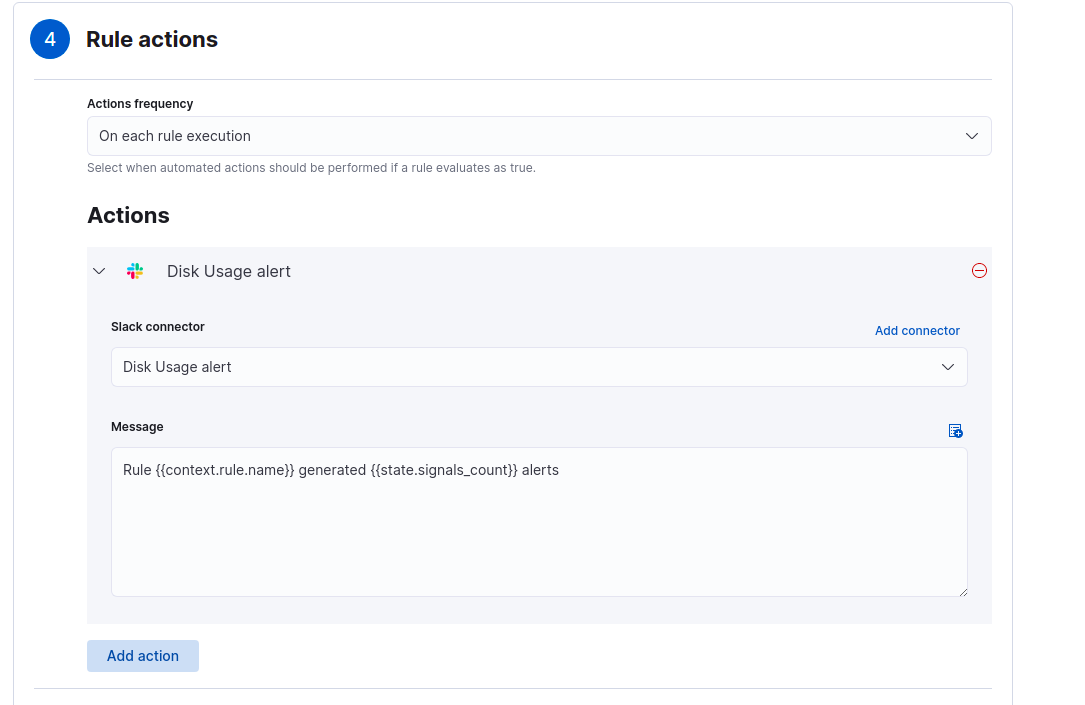 4
Rule actions
Actions frequency
On each rule execution
Select when automated actions should be performed if a rule evaluates as true.
Actions
Disk Usage alert
Slack connector
Add connector
Disk Usage alert
Message
Rule {{context.rule.name}} generated {{state.signals_count}} alerts
Add action